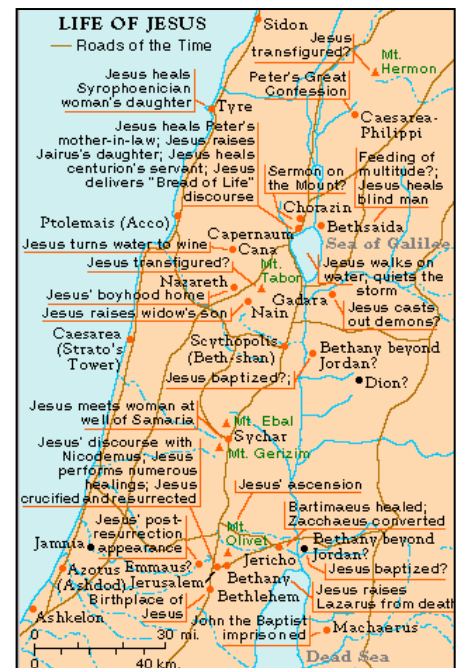 LIFE OF JESUS
Roads of the Time
Sidon
Jesus
transfigured?
Mt.
Hermon
Jesus heals
Syrophoenician
woman's daughter
Peter's Great
Confession
Tyre
Caesarea-
Philippi
Jesus heals Peter's
mother-in-law; Jesus raises
Jairus's daughter; Jesus heals
centurion's servant; Jesus
delivers "Bread of Life"
discourse
Feeding of
multitude?;
Jesus heals
blind man
Sermon on
the Mount?
Chorazin
Ptolemais (Acco)
Capernaum
Bethsaida
Sea of Galilee
Jesus turns water to wine
Cana
Jesus walks on
water, quiets the
storm
Jesus transfigured?
Mt.
Tabor
Nazareth
Jesus' boyhood home
Gadara
Jesus raises widow's son
Nain
Jesus casts
out demons?
Caesarea
(Strato's
Tower)
Scythopolis
(Beth-shan)
Bethany beyond
Jordan?
Jesus baptized?;
Dion?
Jesus meets woman at
well of Samaria
Mt. Ebal
Sychar
Mt. Gerizim
Jesus' discourse with
Nicodemus; Jesus
performs numerous
healings; Jesus
crucified and resurrected
Jesus' ascension
Bartimaeus healed;
Zacchaeus converted
Jesus' post-
resurrection
appearance
Mt.
Olivet
Jamnia
Bethany beyond
Jordan?
Jericho
Azotus
(Ashdod)
Emmaus?
Jesus baptized?
Jerusalem
Bethany
Birthplace of
Jesus
Bethlehem
Jesus raises
Lazarus from death
Ashkelon
John the Baptist
imprisoned
Machaerus
0 30 mi.
0 40 km.
Dead Sea